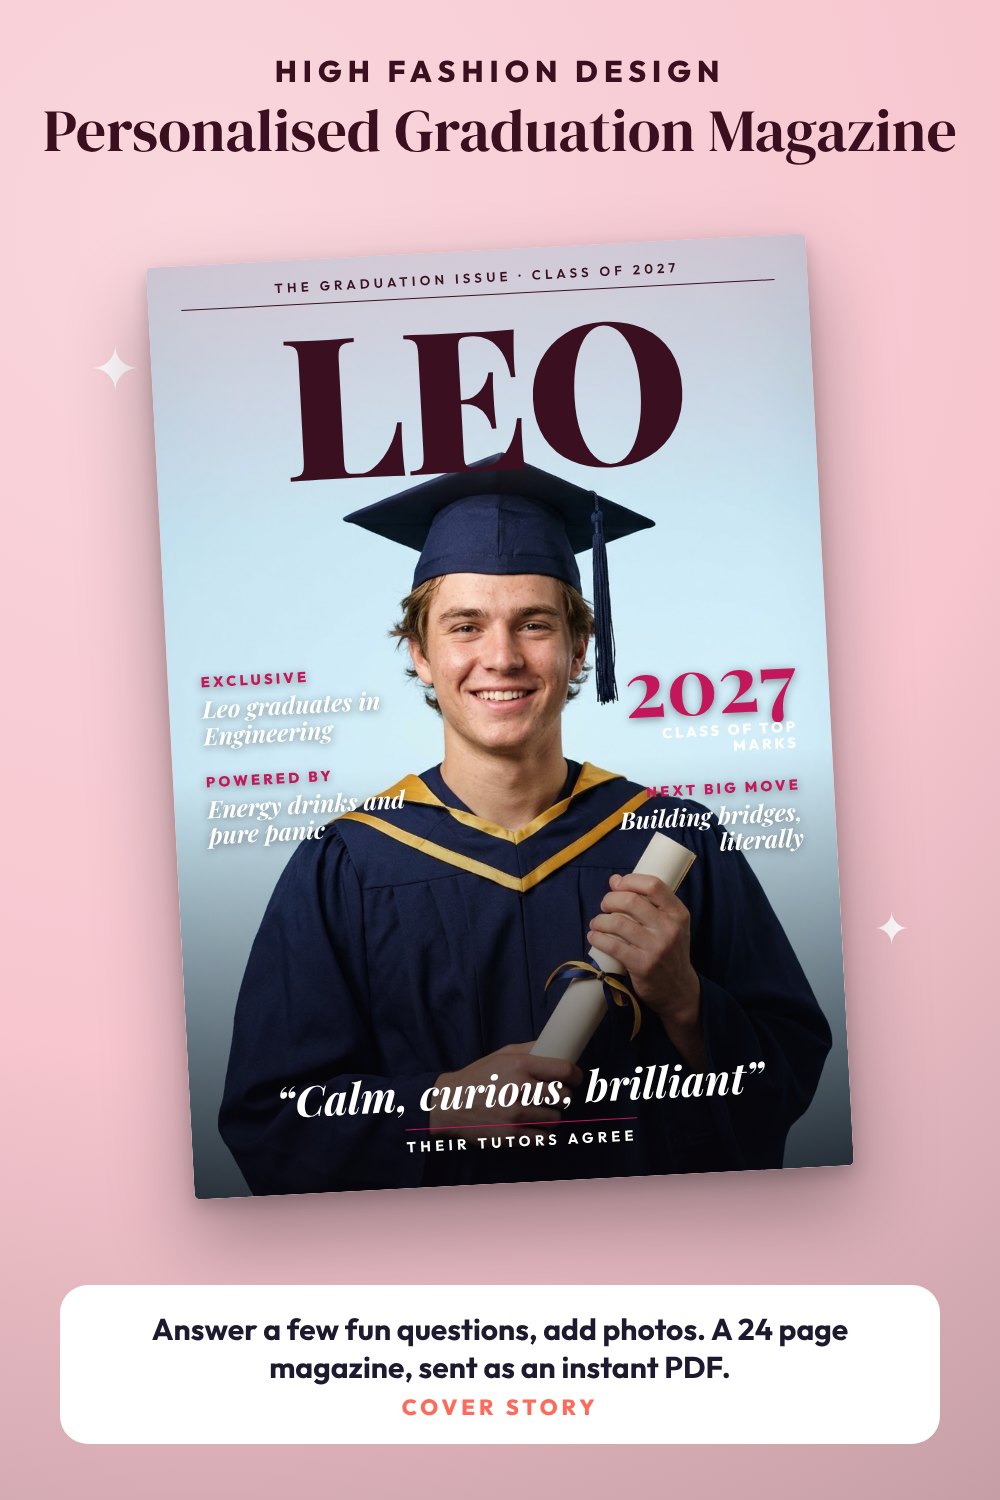 HIGH FASHION DESIGN
Personalised Graduation Magazine
THE GRADUATION ISSUE · CLASS OF 2027
LEO
EXCLUSIVE
Leo graduates in
Engineering
POWERED BY
Energy drinks and
pure panic
2027
CLASS OF TOP
MARKS
NEXT BIG MOVE
Building bridges,
literally
“Calm, curious, brilliant”
THEIR TUTORS AGREE
Answer a few fun questions, add photos. A 24 page
magazine, sent as an instant PDF.
COVER STORY